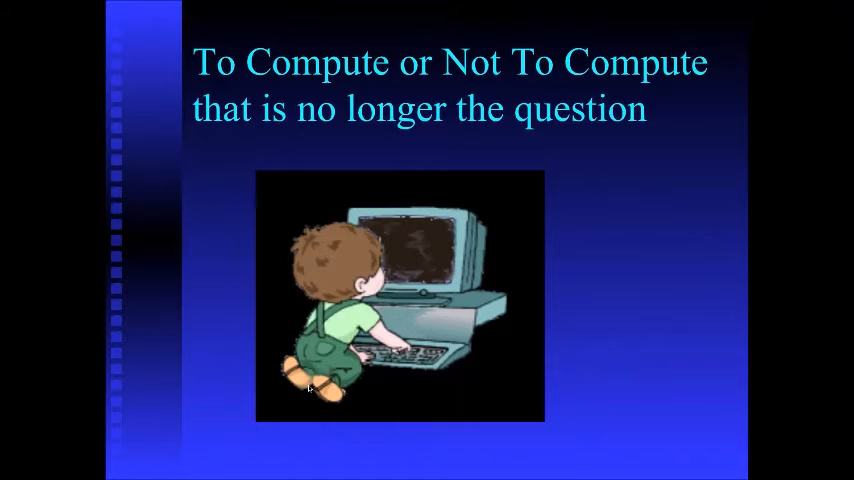 To Compute or Not To Compute
that is no longer the question